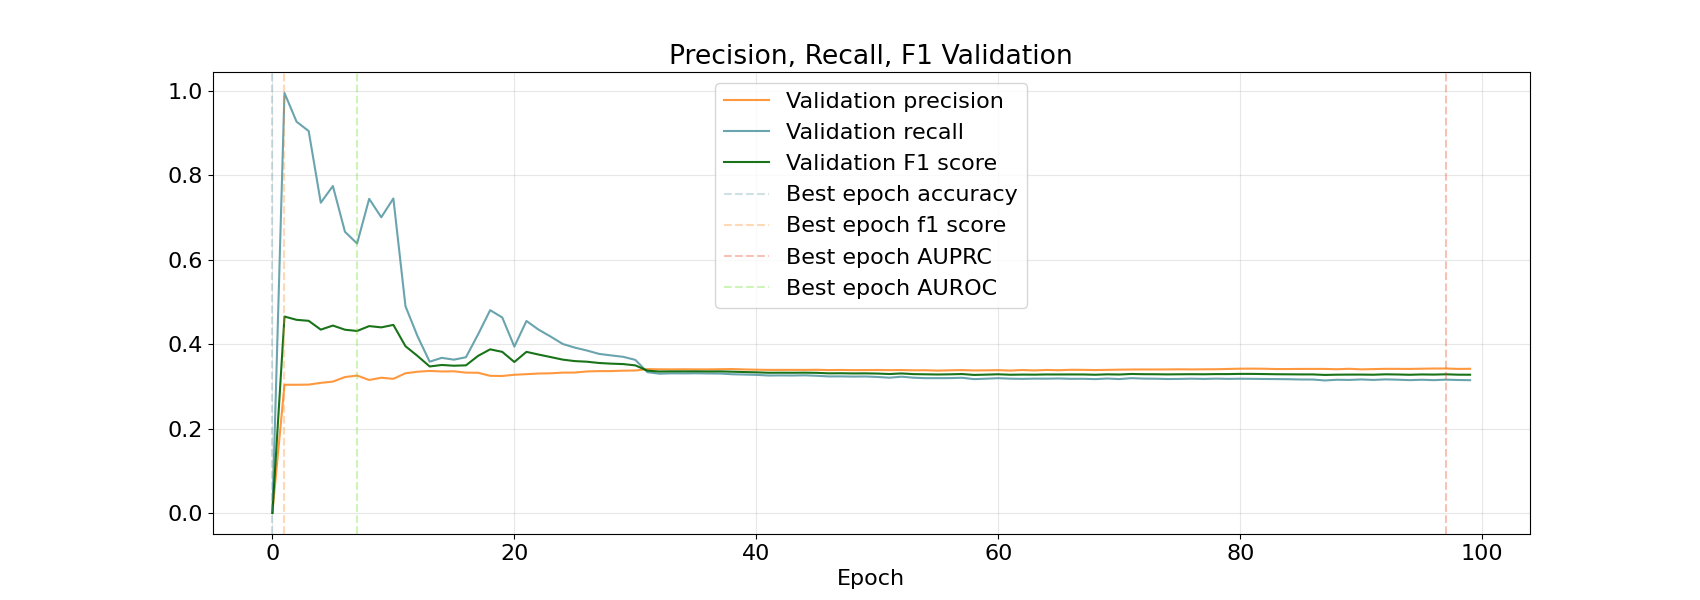 Precision, Recall, F1 Validation
1.0
0.8
0.6
0.4
0.2
0.0
Validation precision
Validation recall
Validation F1 score
Best epoch accuracy
Best epoch f1 score
Best epoch AUPRC
Best epoch AUROC
0 20 40 60 80 100
Epoch